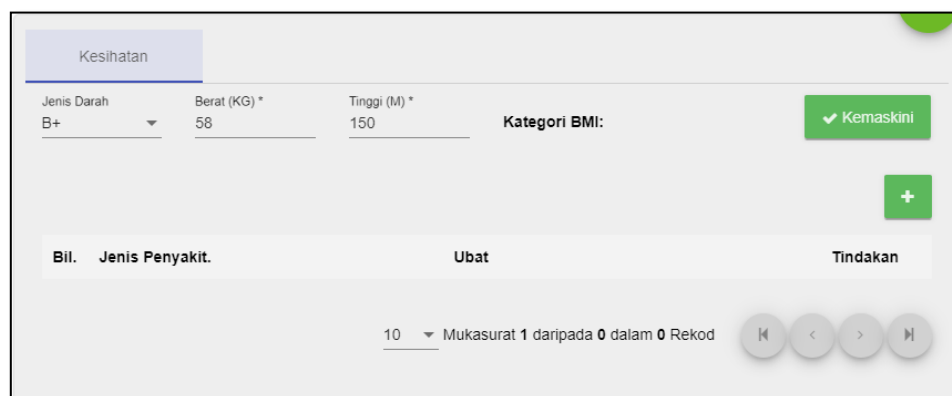 Kesihatan
Jenis Darah Berat (KG) * Tinggi (M) *
B+ 58 150 Kategori BMI: Kemaskini
Bil. Jenis Penyakit. Ubat Tindakan
10 Mukasurat 1 daripada 0 dalam 0 Rekod